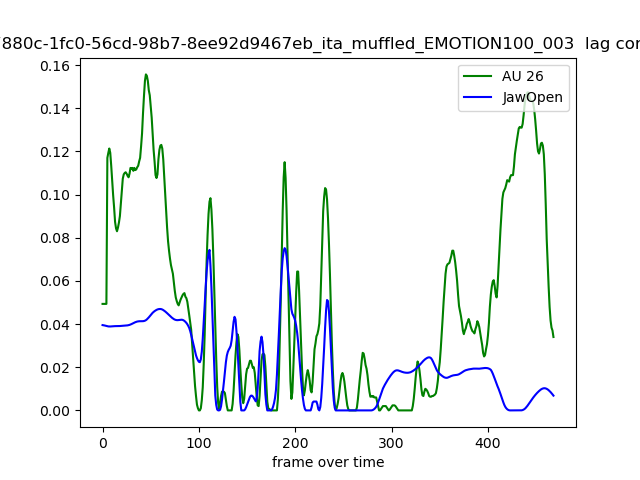 7880c-1fc0-56cd-98b7-8ee92d9467eb_ita_muffled_EMOTION100_003 lag cor
0.16
AU 26
JawOpen
0.14
0.12
0.10
0.08
0.06
0.04
0.02
0.00
0 100 200 300 400
frame over time